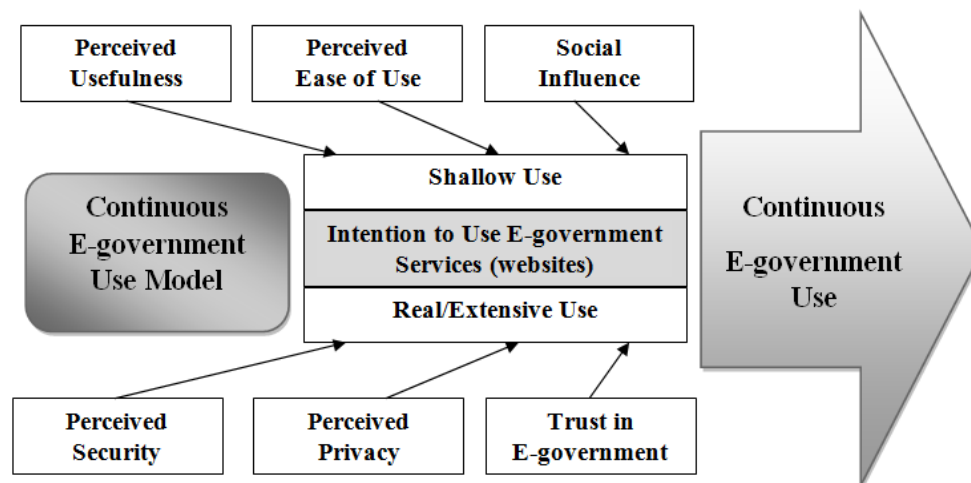 Perceived
Usefulness
Perceived
Ease of Use
Social
Influence
Shallow Use
Continuous
E-government
Use Model
Intention to Use E-government
Services (websites)
Continuous
E-government
Use
Real/Extensive Use
Perceived
Security
Perceived
Privacy
Trust in
E-government